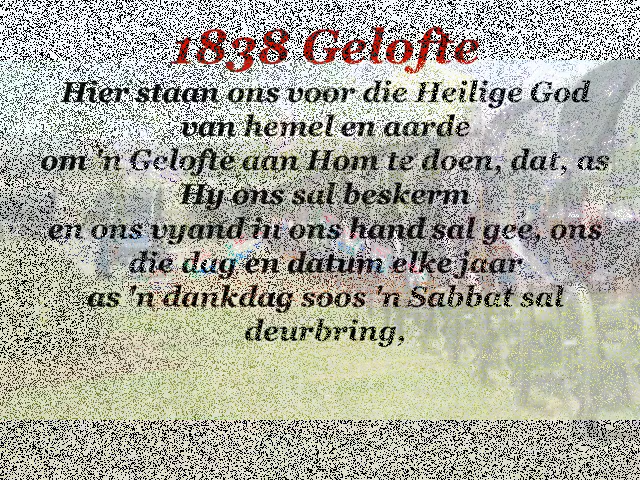 1838 Gelofte
Hier staan ons voor die Heilige God
van hemel en aarde
om 'n Gelofte aan Hom te doen, dat, as
Hy ons sal beskerm
en ons vyand in ons hand sal gee, ons
die dag en datum elke jaar
as 'n dankdag soos 'n Sabbat sal
deurbring,